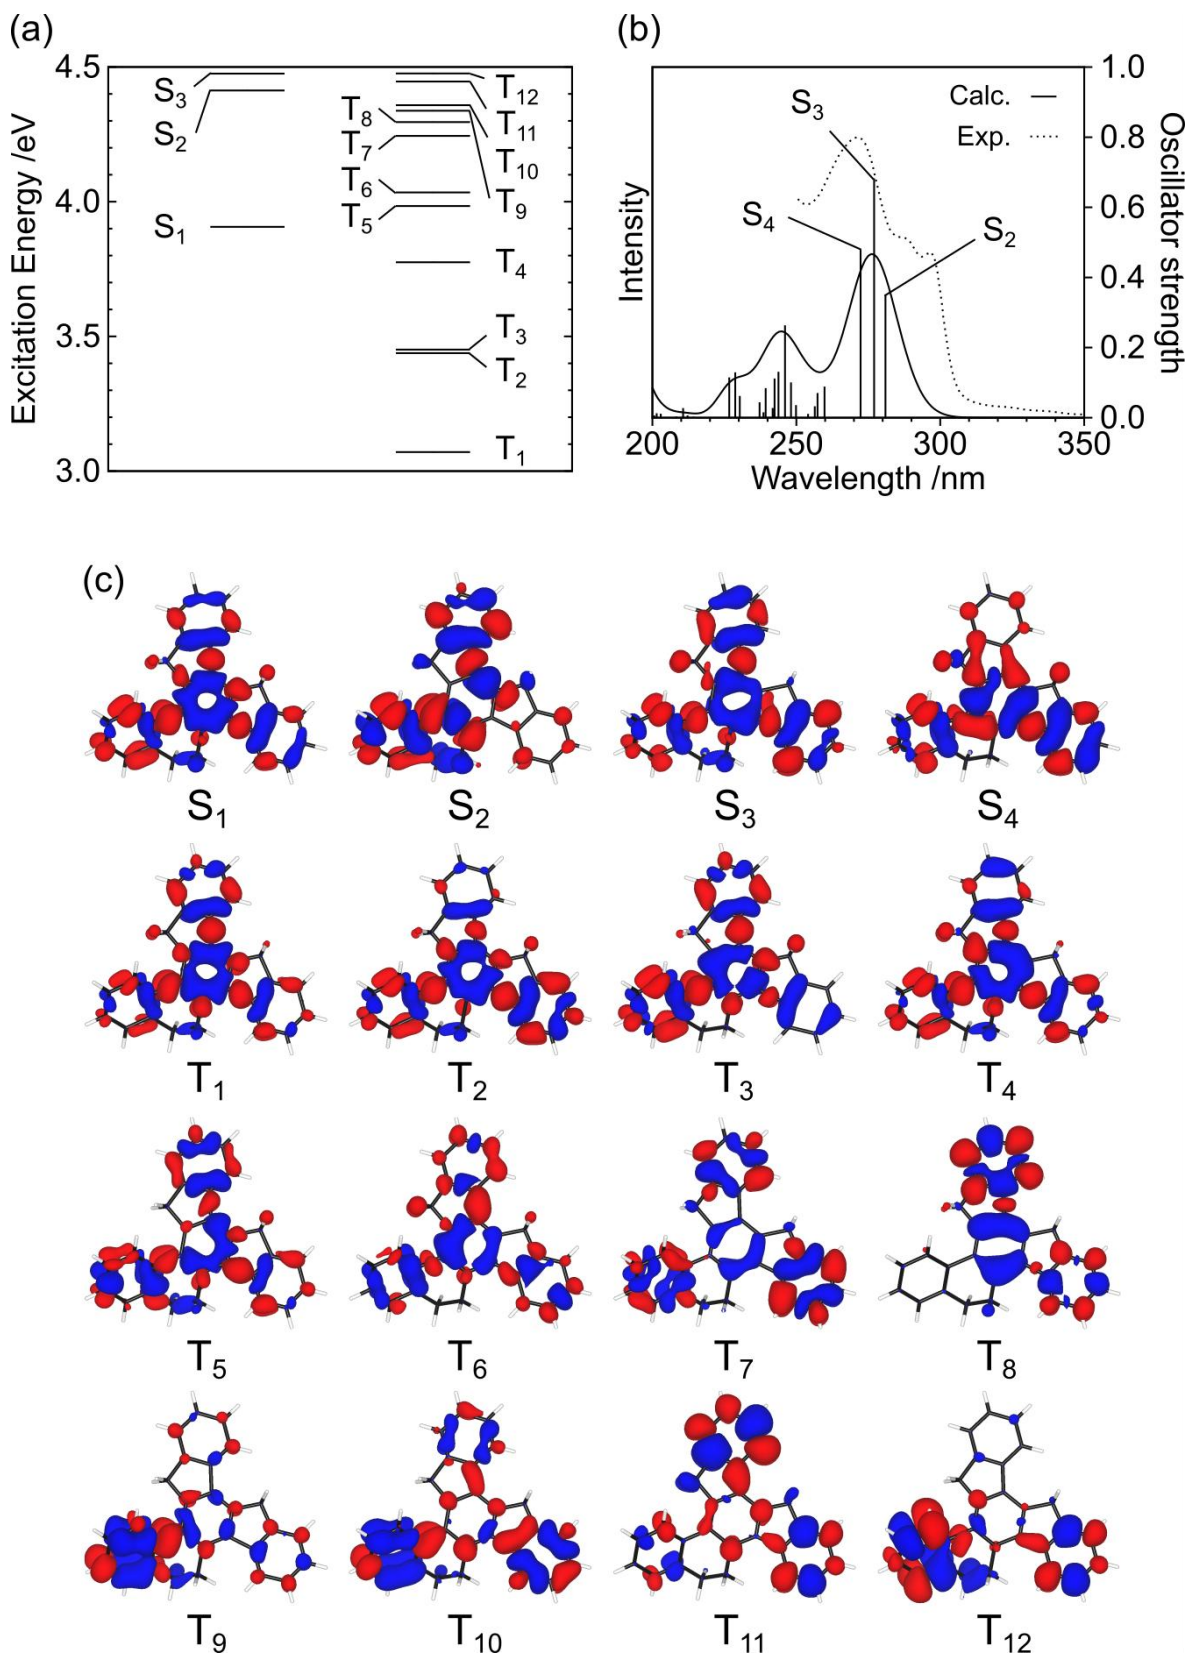 (a)
Excitation Energy /eV
4.5
4.0
3.5
3.0
S3
S2
S1
T12
T8
T11
T7
T10
T6
T9
T5
T4
T3
T2
T1
(b)
Intensity
Oscillator strength
Calc.
Exp.
S3
S4
S2
1.0
0.8
0.6
0.4
0.2
0.0
200
250
300
350
Wavelength /nm
(c)
S1 S2 S3 S4
T1 T2 T3 T4
T5 T6 T7 T8
T9 T10 T11 T12